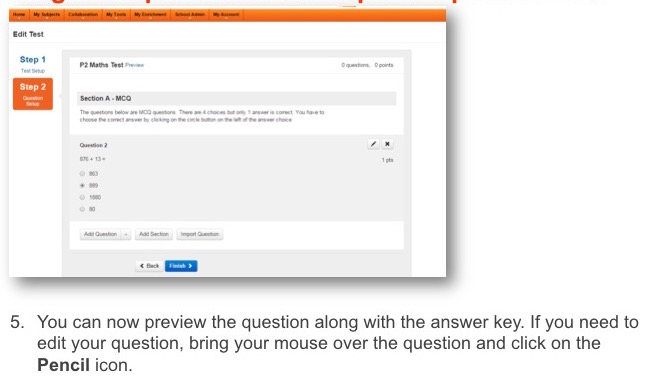 Home My Subjects Collaboration My Tools My Enrichment School Admin My Account
Edit Test
Step 1
Test Setup
Step 2
Question
Setup
P2 Maths Test Preview 0 questions, 0 points
Section A - MCQ
The questions below are MCQ questions. There are 4 choices but only 1 answer is correct. You have to
choose the correct answer by clicking on the circle button on the left of the answer choice
Question 2
876 + 13 =
1 pts
863
889
1880
90
Add Question Add Section Import Question
Back Finish
5. You can now preview the question along with the answer key. If you need to
edit your question, bring your mouse over the question and click on the
Pencil icon.